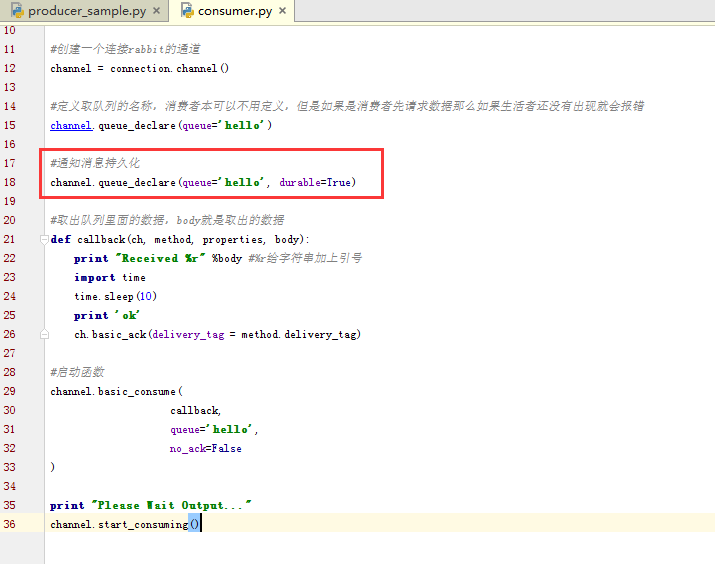 producer_sample.py × consumer.py ×
10
11 #创建一个连接rabbit的通道
12 channel = connection.channel()
13
14 #定义取队列的名称，消费者本可以不用定义，但是如果是消费者先请求数据那么如果生活者还没有出现就会报错
15 channel.queue_declare(queue='hello')
16
17 #通知消息持久化
18 channel.queue_declare(queue='hello', durable=True)
19
20 #取出队列里面的数据，body就是取出的数据
21 def callback(ch, method, properties, body):
22     print "Received %r" %body #%r给字符串加上引号
23     import time
24     time.sleep(10)
25     print 'ok'
26     ch.basic_ack(delivery_tag = method.delivery_tag)
27
28 #启动函数
29 channel.basic_consume(
30                     callback,
31                     queue='hello',
32                     no_ack=False
33 )
34
35 print "Please Wait Output..."
36 channel.start_consuming()